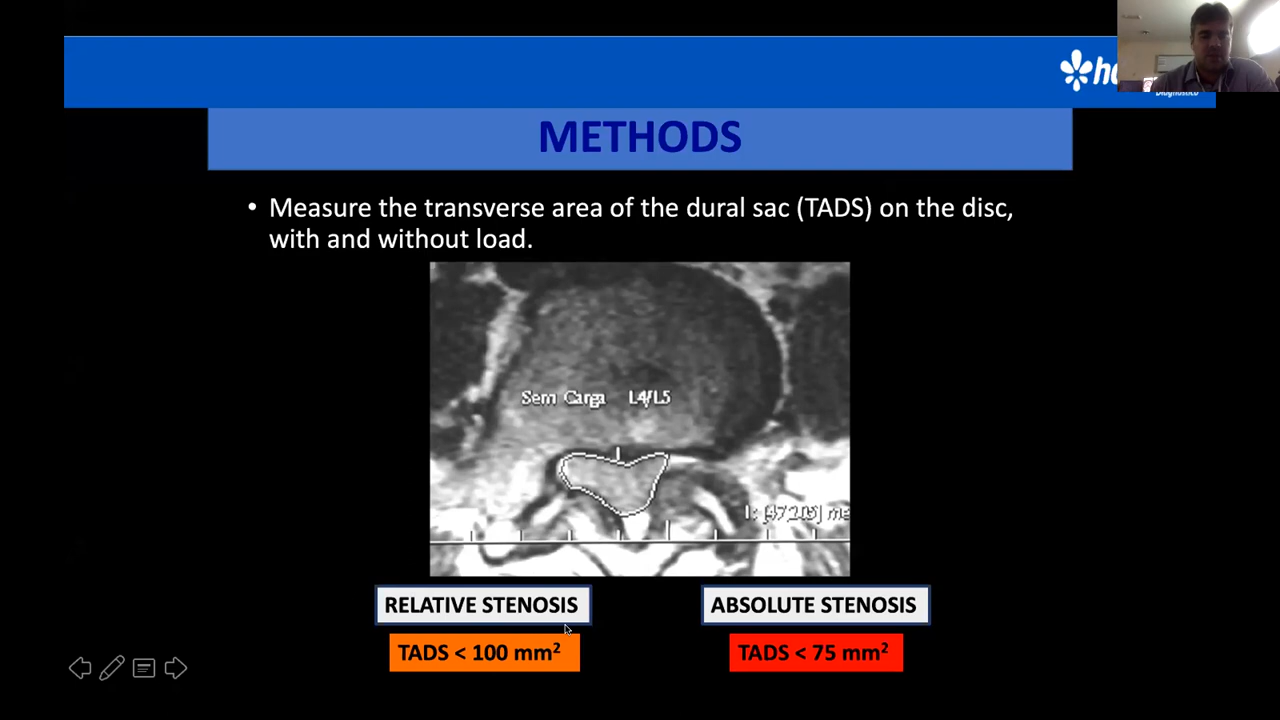 METHODS
• Measure the transverse area of the dural sac (TADS) on the disc,
with and without load.
Sem Carga L4/L5
RELATIVE STENOSIS
ABSOLUTE STENOSIS
TADS < 100 mm²
TADS < 75 mm²